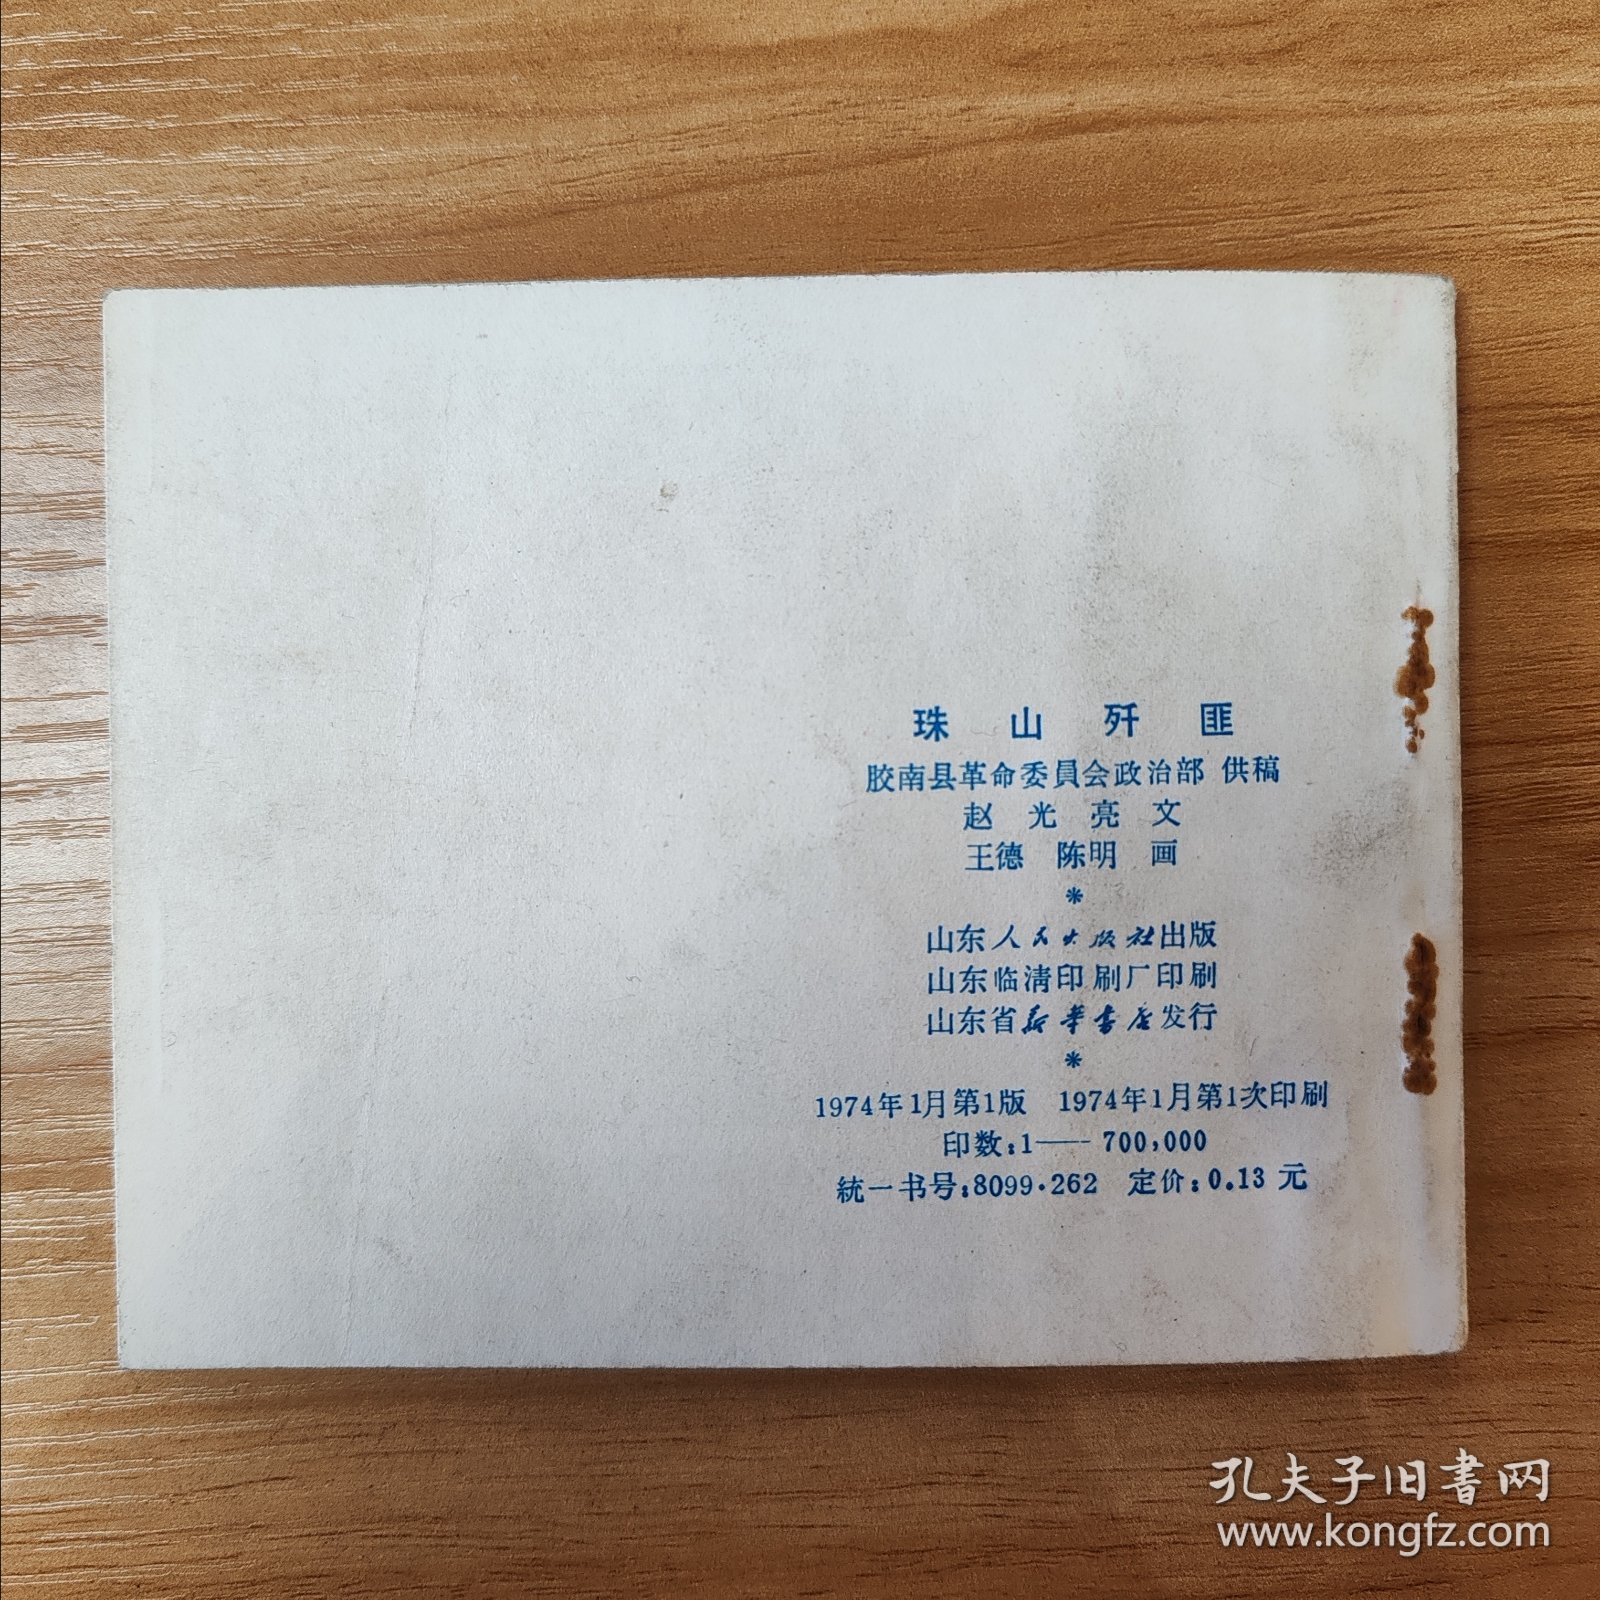 珠山歼匪
胶南县革命委員会政治部 供稿
赵光亮文
王德 陈明 画
*
山东人民出版社出版
山东临清印刷厂印刷
山东省新华书店发行
*
1974年1月第1版 1974年1月第1次印刷
印数:1——700,000
統一书号:8099·262 定价:0.13 元
孔夫子旧書网
www.kongfz.com